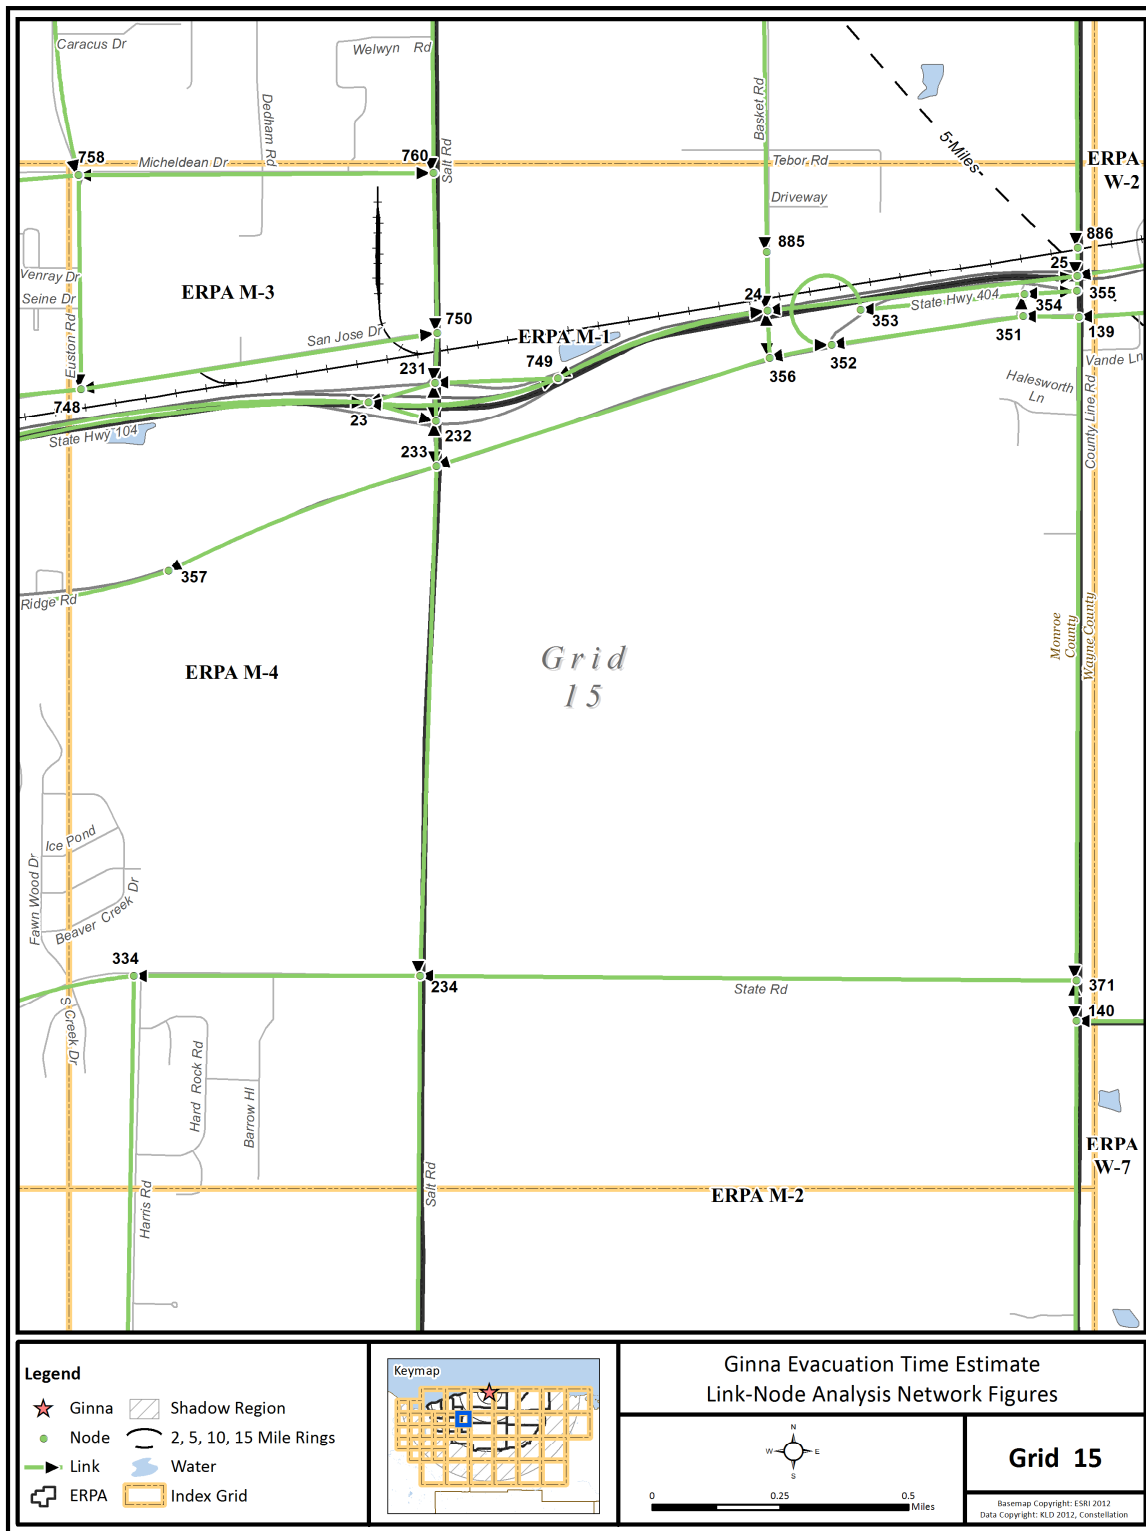 Caracus Dr
Welwyn Rd
Dedham Rd
Basket Rd
Salt Rd
5 Miles
758
Micheldean Dr
760
Tebor Rd
ERPA
W-2
Driveway
885
886
Venray Dr
Seine Dr
ERPA M-3
25
24
State Hwy 404
354
355
353
Euston Rd
San Jose Dr
750
ERPA M-1
351
139
231
749
352
356
Vande Ln
Halesworth
Ln
748
23
State Hwy 104
232
233
County Line Rd
357
Ridge Rd
Monroe
County
Wayne County
ERPA M-4
Grid
15
Ice Pond
Fawn Wood Dr
Beaver Creek Dr
334
234
State Rd
371
140
S Creek Dr
Hard Rock Rd
Barrow Hl
Harris Rd
Salt Rd
ERPA
W-7
ERPA M-2
Legend
Ginna
Shadow Region
Node
2, 5, 10, 15 Mile Rings
Link
Water
ERPA
Index Grid
Keymap
Ginna Evacuation Time Estimate
Link-Node Analysis Network Figures
N
W
E
S
0
0.25
0.5
Miles
Grid 15
Basemap Copyright: ESRI 2012
Data Copyright: KLD 2012, Constellation